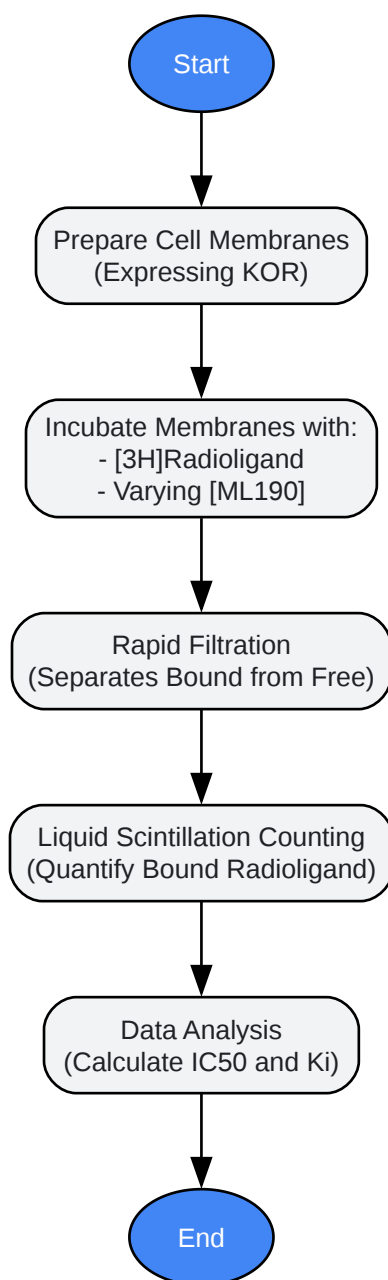 Start
Prepare Cell Membranes
(Expressing KOR)
Incubate Membranes with:
- [3H]Radioligand
- Varying [ML190]
Rapid Filtration
(Separates Bound from Free)
Liquid Scintillation Counting
(Quantify Bound Radioligand)
Data Analysis
(Calculate IC50 and Ki)
End